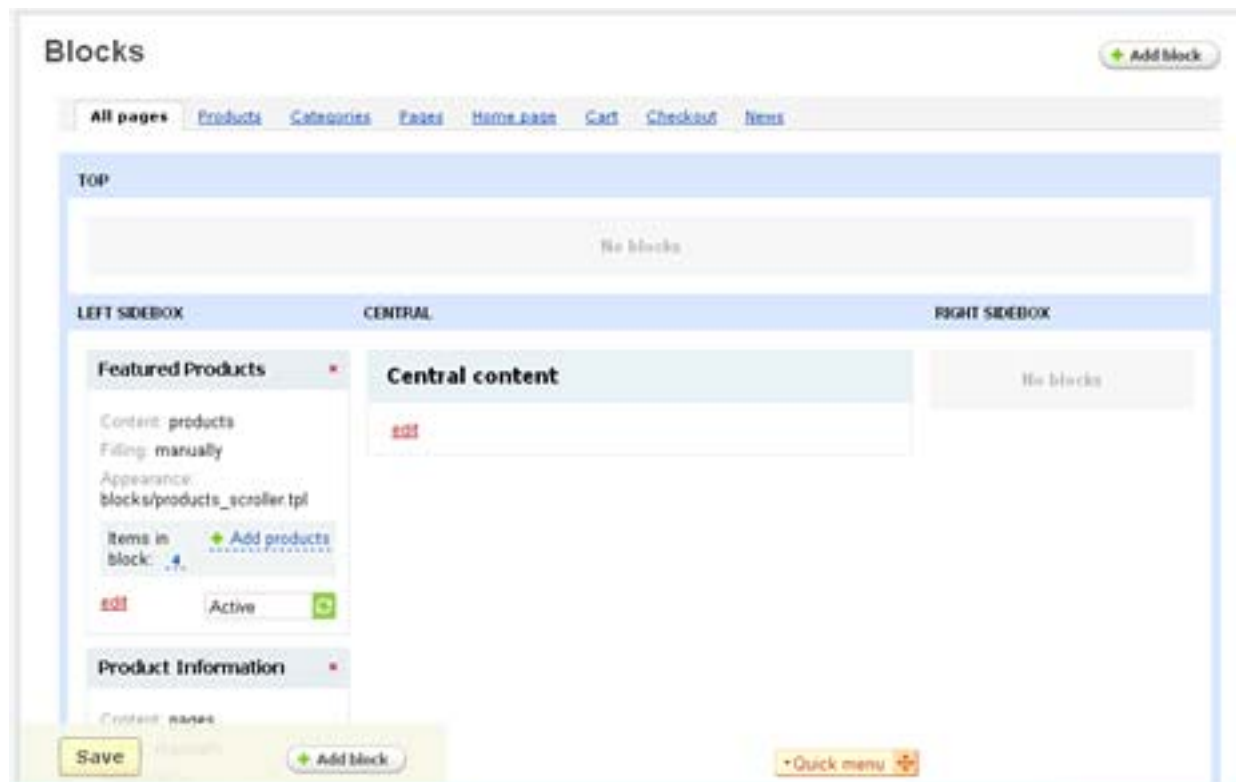 Blocks
+ Add block
All pages Products Categories Pages Home page Cart Checkout News
TOP
No blocks
LEFT SIDEBOX CENTRAL RIGHT SIDEBOX
Featured Products
Central content
No blocks
Content: products
edit
Filling: manually
Appearance:
blocks/products_scroller.tpl
Items in + Add products
block: 4
edit Active
Product Information
Content: pages
manually
Save + Add block Quick menu